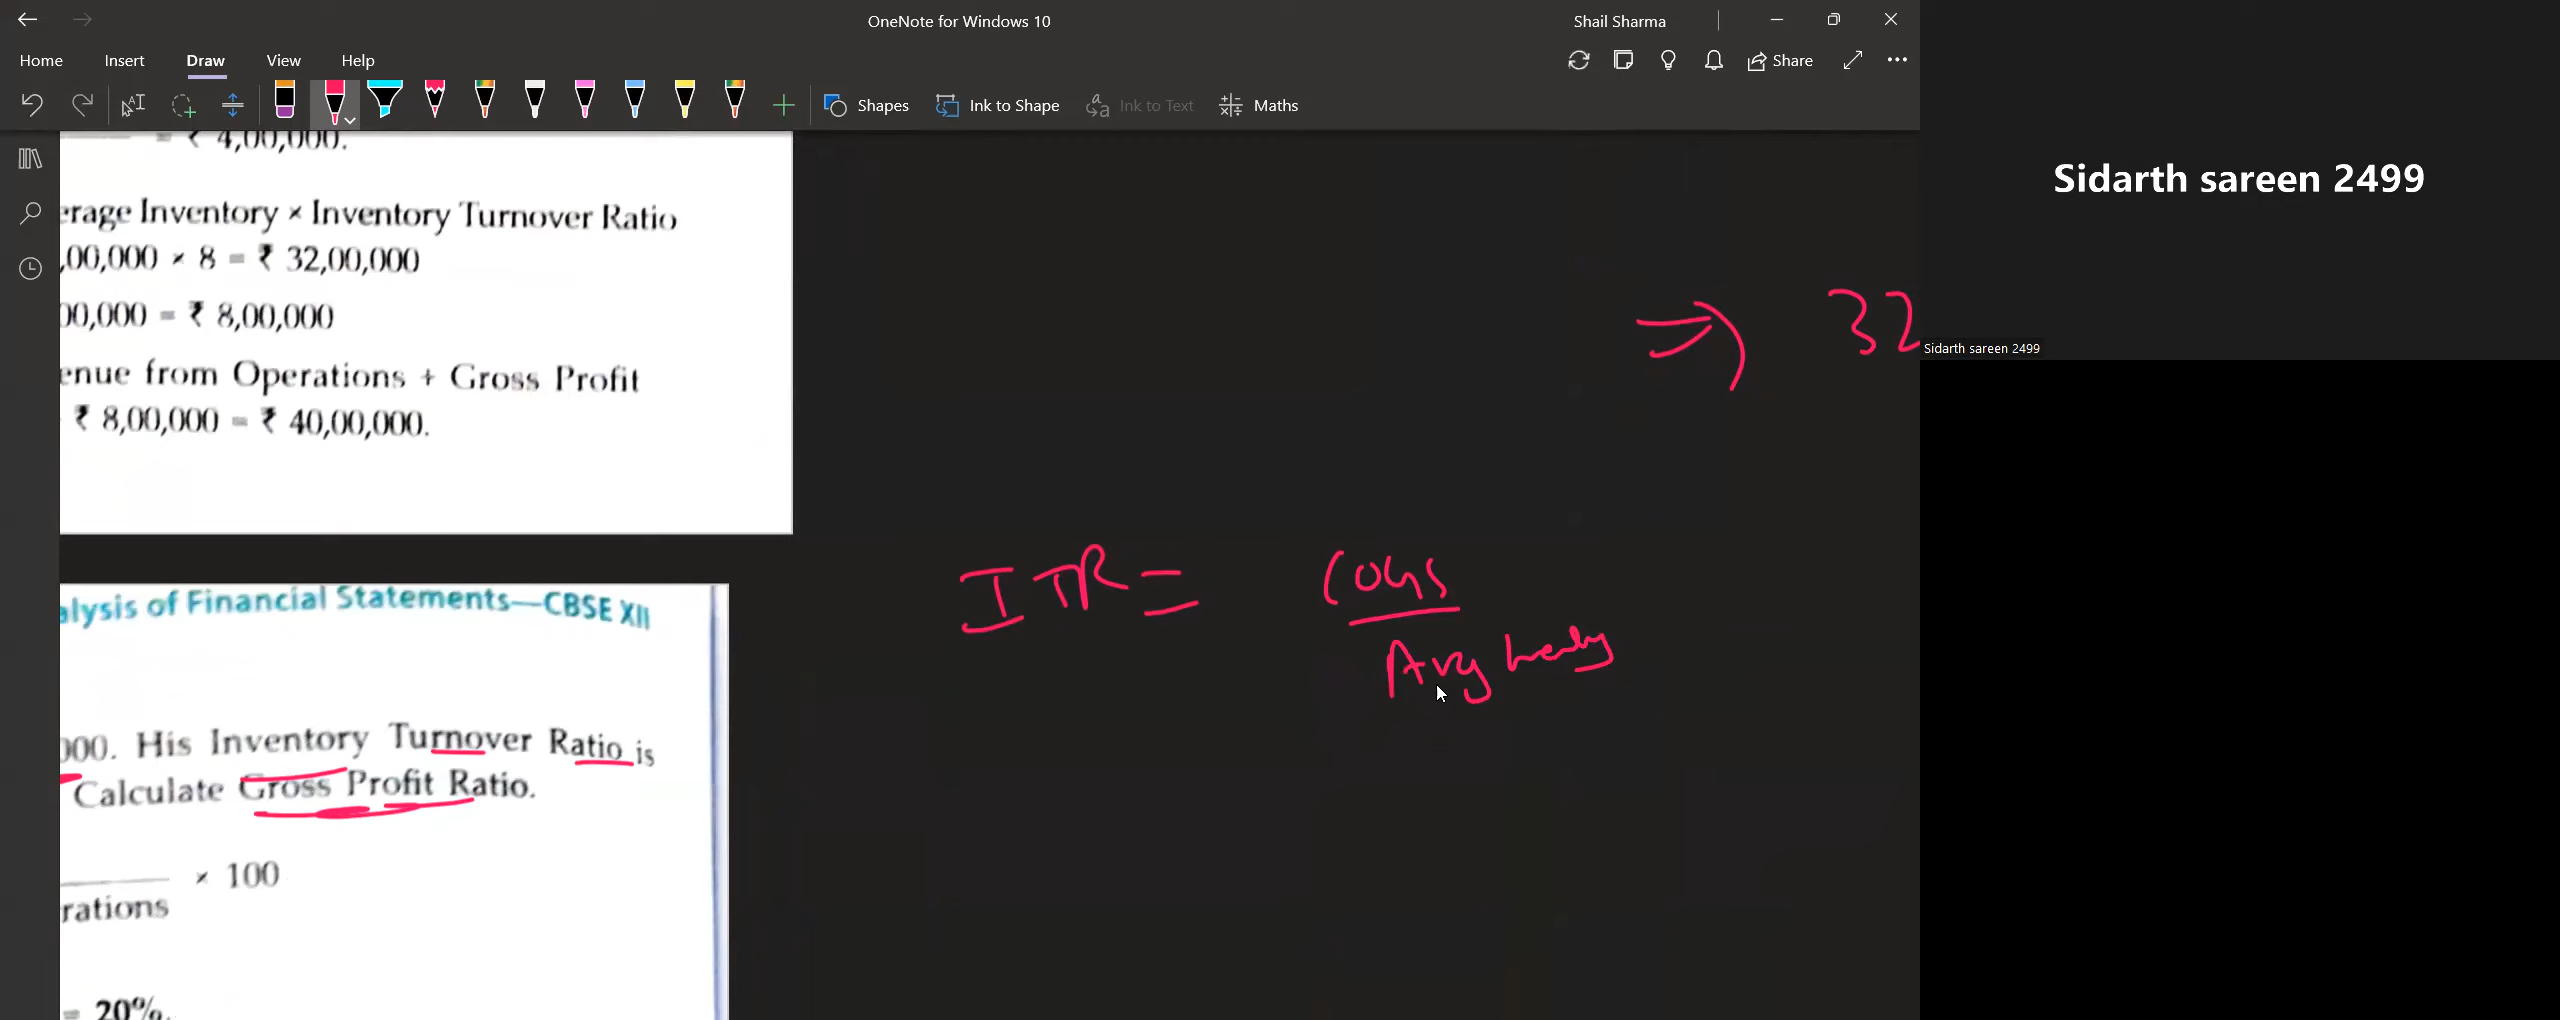 OneNote for Windows 10
Shail Sharma
Home Insert Draw View Help
Share
Shapes Ink to Shape Ink to Text Maths
= ₹ 4,00,000.
erage Inventory × Inventory Turnover Ratio
,00,000 × 8 = ₹ 32,00,000
00,000 = ₹ 8,00,000
enue from Operations + Gross Profit
₹ 8,00,000 = ₹ 40,00,000.
⇒ 32
Sidarth sareen 2499
Sidarth sareen 2499
ITR = COGS
Avg
alysis of Financial Statements—CBSE XII
000. His Inventory Turnover Ratio is
Calculate Gross Profit Ratio.
× 100
rations
= 20%.